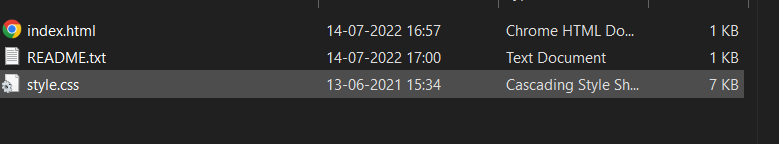 index.html 14-07-2022 16:57 Chrome HTML Do... 1 KB
README.txt 14-07-2022 17:00 Text Document 1 KB
style.css 13-06-2021 15:34 Cascading Style Sh... 7 KB